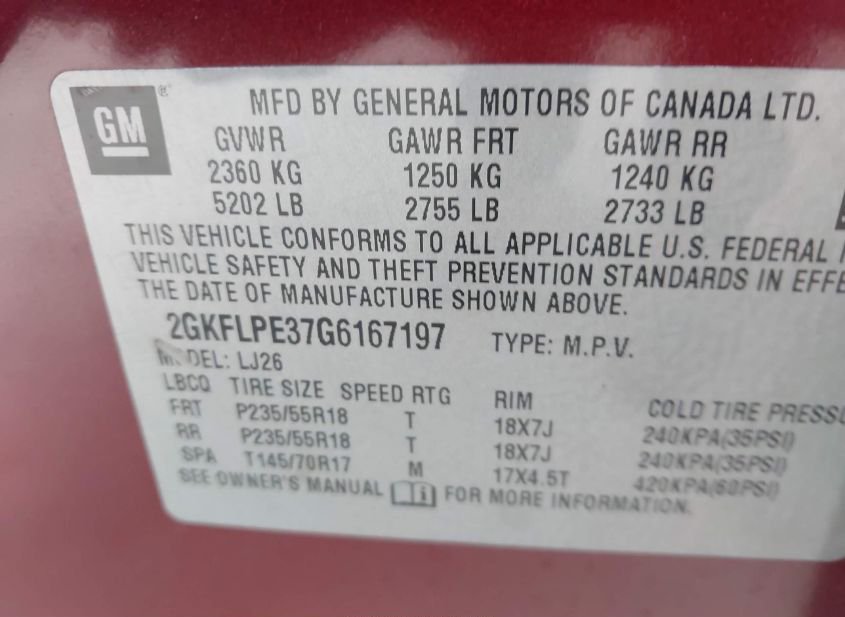 GM
MFD BY GENERAL MOTORS OF CANADA LTD.
GVWR GAWR FRT GAWR RR
2360 KG 1250 KG 1240 KG
5202 LB 2755 LB 2733 LB
THIS VEHICLE CONFORMS TO ALL APPLICABLE U.S. FEDERAL
VEHICLE SAFETY AND THEFT PREVENTION STANDARDS IN EFFE
THE DATE OF MANUFACTURE SHOWN ABOVE.
2GKFLPE37G6167197 TYPE: M.P.V.
MODEL: LJ26
LBCQ TIRE SIZE SPEED RTG RIM COLD TIRE PRESSU
FRT P235/55R18 T 18X7J 240KPA(35PSI)
RR P235/55R18 T 18X7J 240KPA(35PSI)
SPA T145/70R17 M 17X4.5T 420KPA(60PSI)
SEE OWNER'S MANUAL FOR MORE INFORMATION.